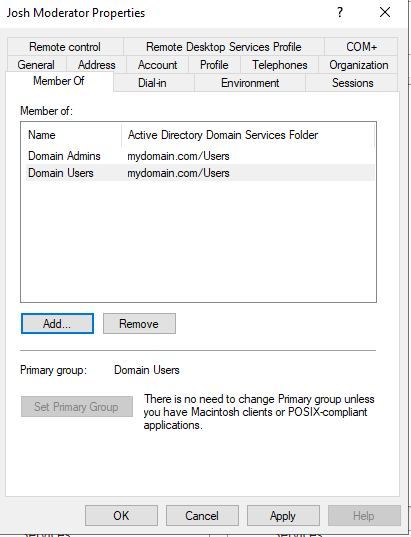 Josh Moderator Properties
?
Remote control Remote Desktop Services Profile COM+
General Address Account Profile Telephones Organization
Member Of Dial-in Environment Sessions
Member of:
Name Active Directory Domain Services Folder
Domain Admins mydomain.com/Users
Domain Users mydomain.com/Users
Add... Remove
Primary group: Domain Users
Set Primary Group
There is no need to change Primary group unless
you have Macintosh clients or POSIX-compliant
applications.
OK Cancel Apply Help